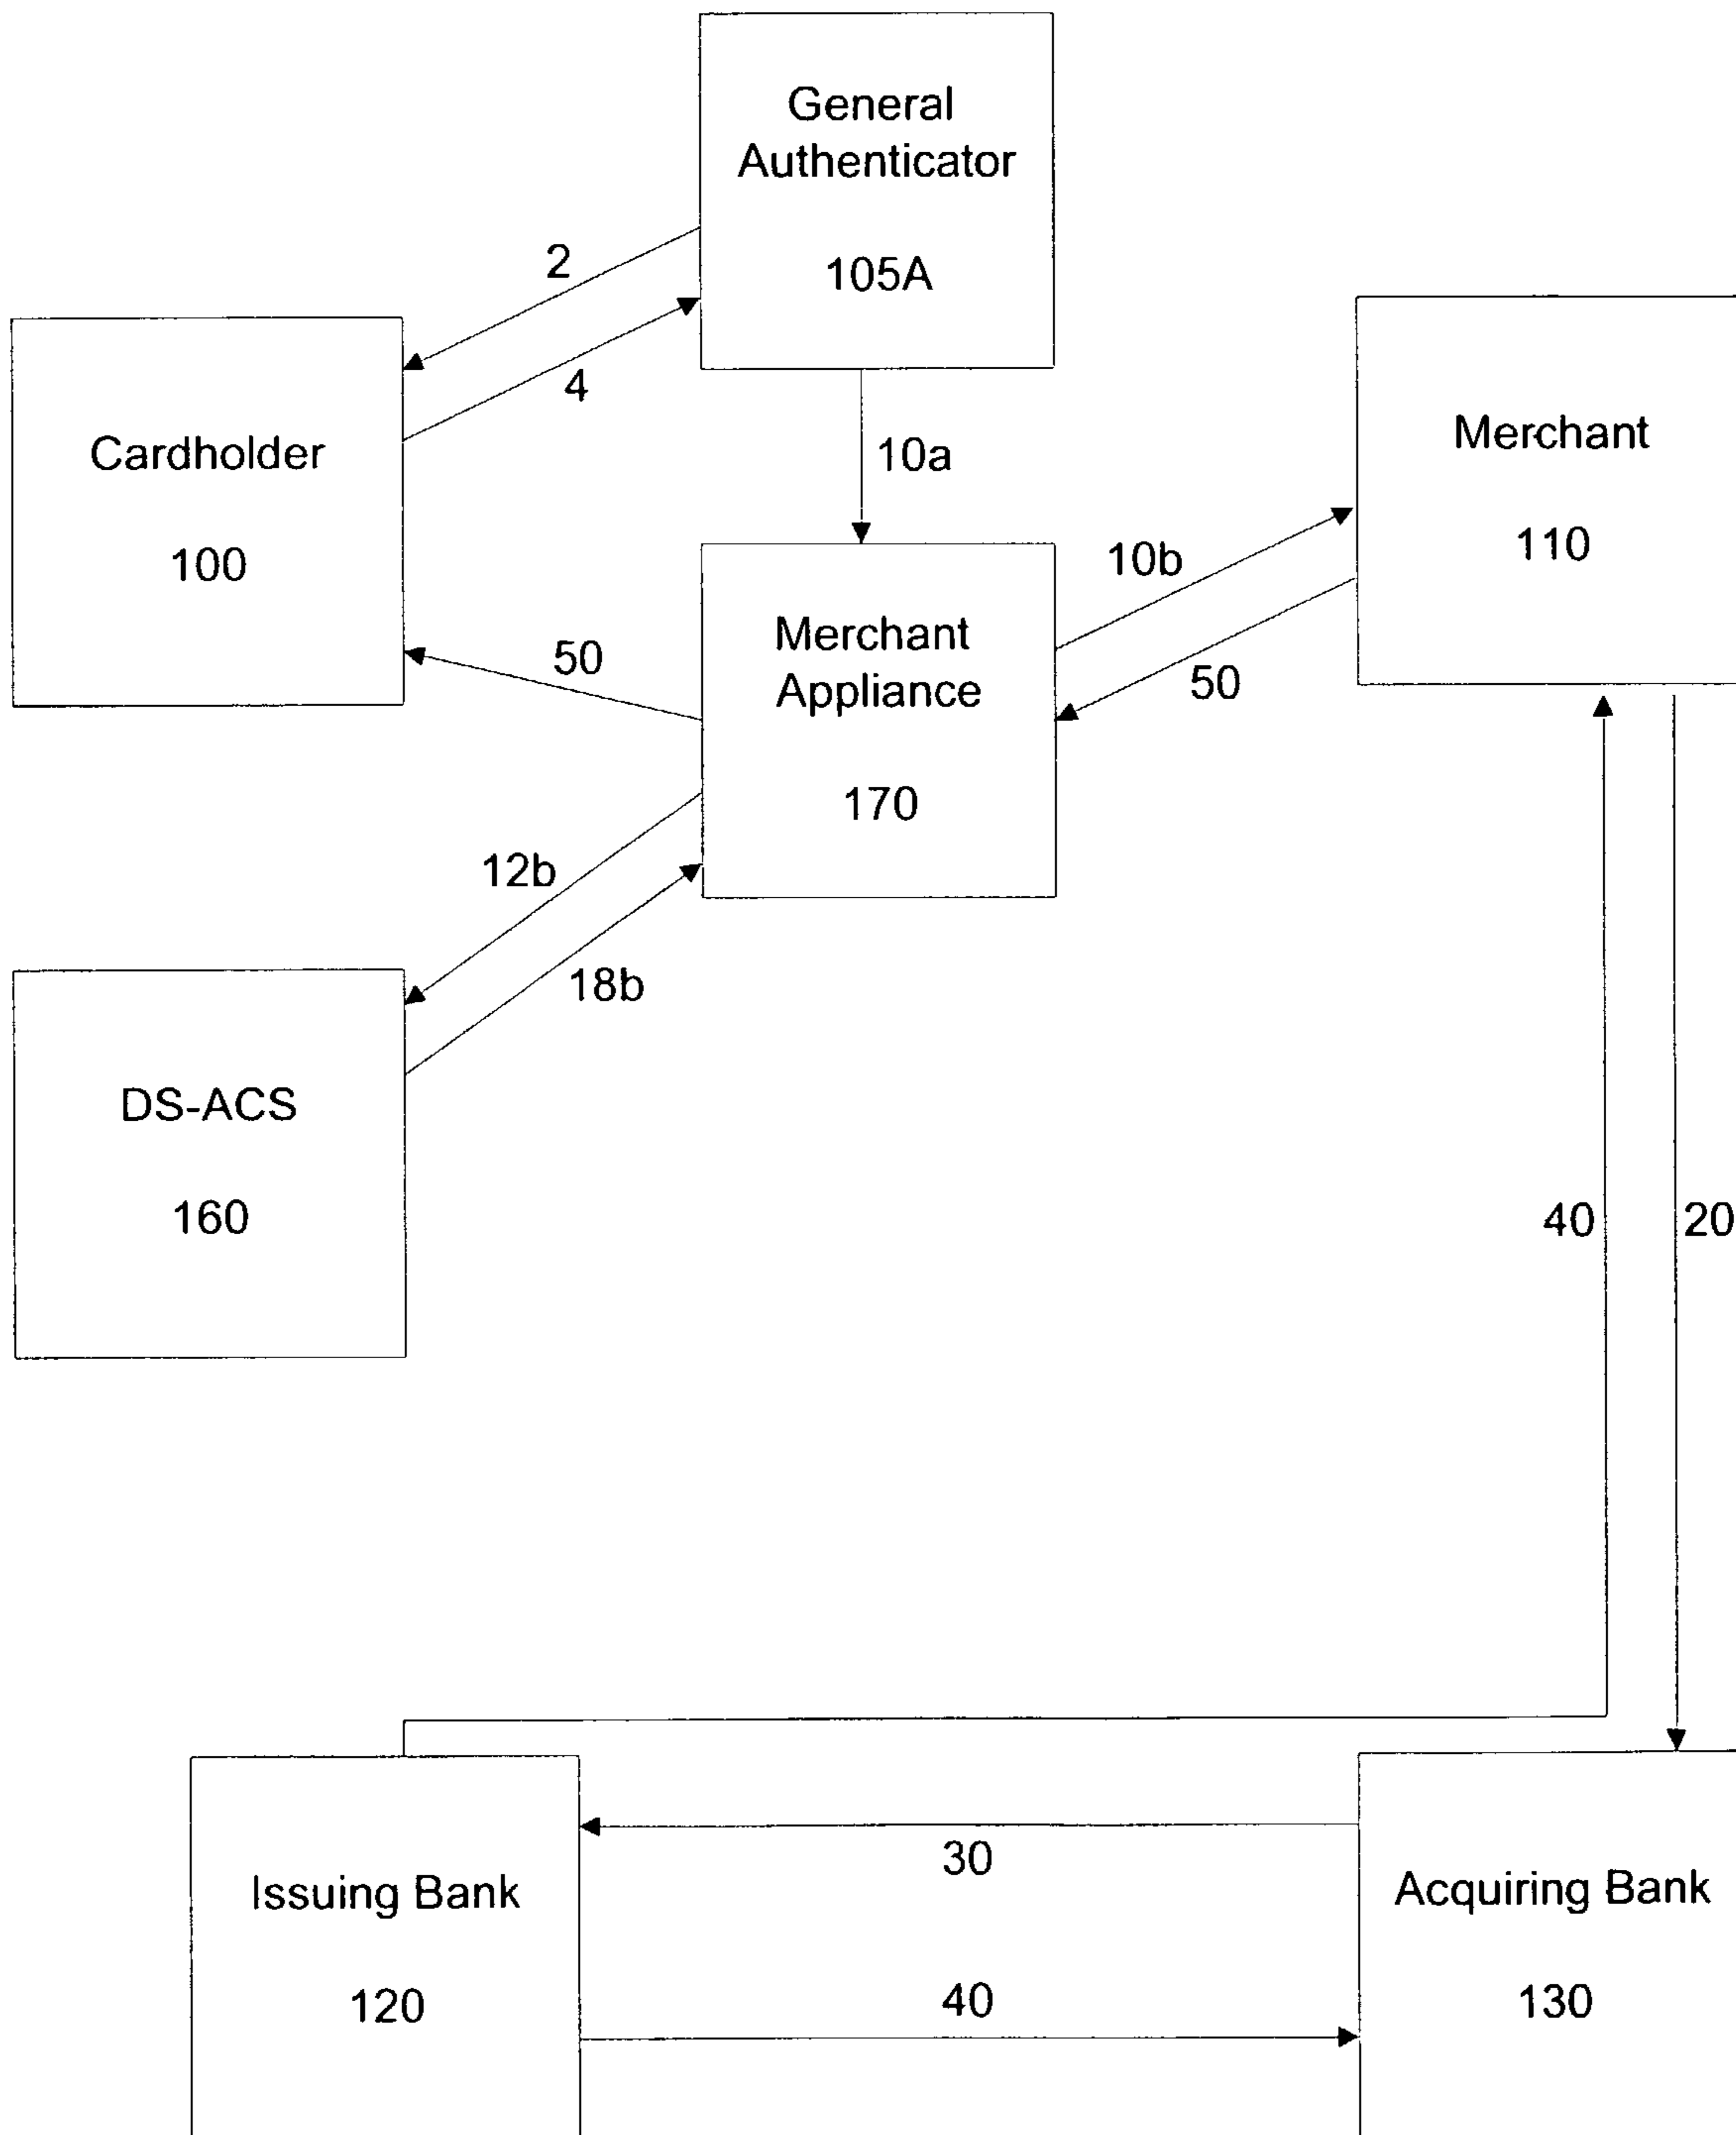 General
Authenticator
105A
2
4
Cardholder
100
10a
Merchant
110
10b
50
Merchant
Appliance
170
50
12b
18b
DS-ACS
160
40
20
Issuing Bank
120
30
40
Acquiring Bank
130